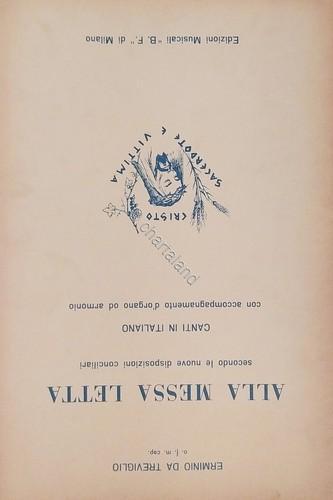 ERMINIO DA TREVIGLIO
o. f. m. cap.
ALLA MESSA LETTA
secondo le nuove disposizioni conciliari
CANTI IN ITALIANO
con accompagnamento d'organo od armonio
CRISTO
SACERDOTE E VITTIMA
chartaland
Edizioni Musicali "B. F." di Milano